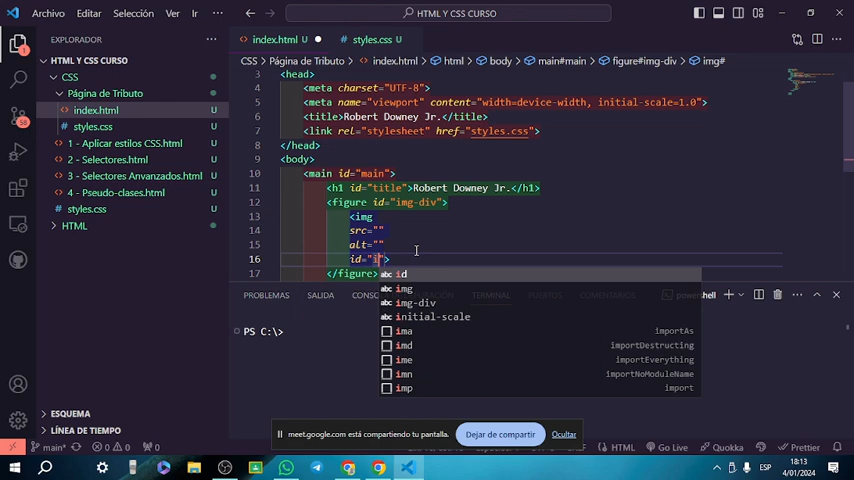 Archivo Editar Selección Ver Ir ··· HTML Y CSS CURSO
EXPLORADOR ···
HTML Y CSS CURSO
CSS
Página de Tributo
index.html U
styles.css U
1 - Aplicar estilos CSS.html U
2 - Selectores.html U
3 - Selectores Anvanzados.html U
4 - Pseudo-clases.html U
styles.css U
HTML
ESQUEMA
LÍNEA DE TIEMPO
index.html U styles.css U
CSS > Página de Tributo > index.html > html > body > main#main > figure#img-div > img#
3 <head>
4 <meta charset="UTF-8">
5 <meta name="viewport" content="width=device-width, initial-scale=1.0">
6 <title>Robert Downey Jr.</title>
7 <link rel="stylesheet" href="styles.css">
8 </head>
9 <body>
10 <main id="main">
11 <h1 id="title">Robert Downey Jr.</h1>
12 <figure id="img-div">
13 <img
14 src=""
15 alt=""
16 id="i">
17 </figure>
abc id
abc img
abc img-div
abc initial-scale
ima importAs
imd importDestructing
ime importEverything
imn importNoModuleName
imp import
PROBLEMAS SALIDA CONSOLA DE DEPURACIÓN TERMINAL PUERTOS COMENTARIOS powershell
PS C:\>
meet.google.com está compartiendo tu pantalla. Dejar de compartir Ocultar
main* 0 0 0 HTML Go Live Quokka Prettier
ESP 18:13
4/01/2024
1
58